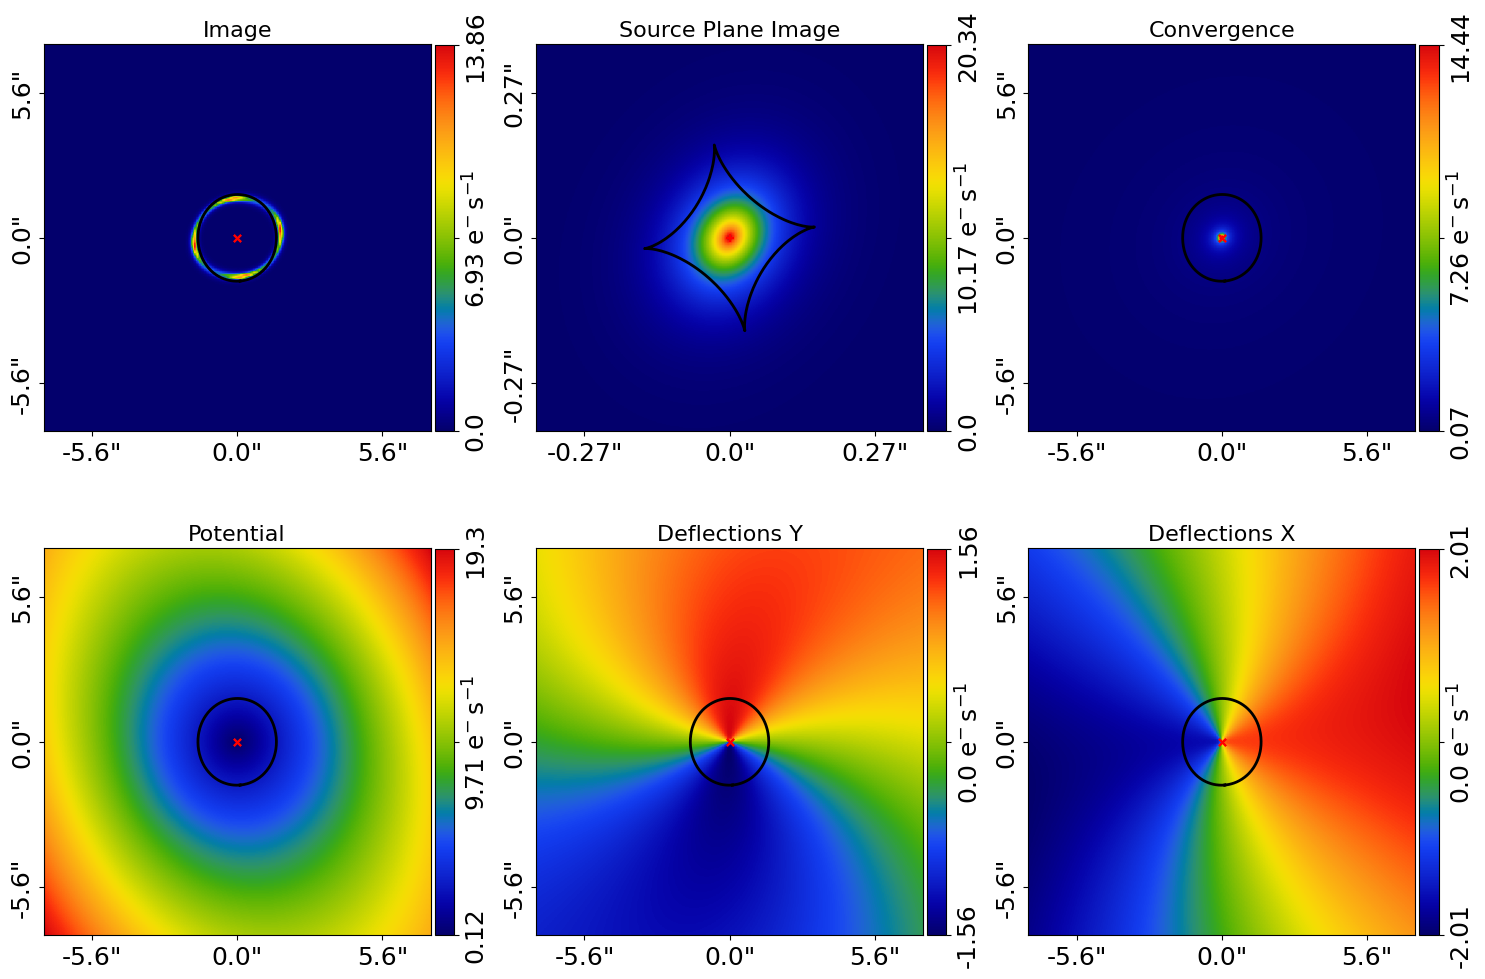 Image
5.6"
0.0"
-5.6"
-5.6" 0.0" 5.6"
13.86
6.93 e⁻ s⁻¹
0.0
Source Plane Image
0.27"
0.0"
-0.27"
-0.27" 0.0" 0.27"
20.34
10.17 e⁻ s⁻¹
0.0
Convergence
5.6"
0.0"
-5.6"
-5.6" 0.0" 5.6"
14.44
7.26 e⁻ s⁻¹
0.07
Potential
5.6"
0.0"
-5.6"
-5.6" 0.0" 5.6"
19.3
9.71 e⁻ s⁻¹
0.12
Deflections Y
5.6"
0.0"
-5.6"
-5.6" 0.0" 5.6"
1.56
0.0 e⁻ s⁻¹
-1.56
Deflections X
5.6"
0.0"
-5.6"
-5.6" 0.0" 5.6"
2.01
0.0 e⁻ s⁻¹
-2.01